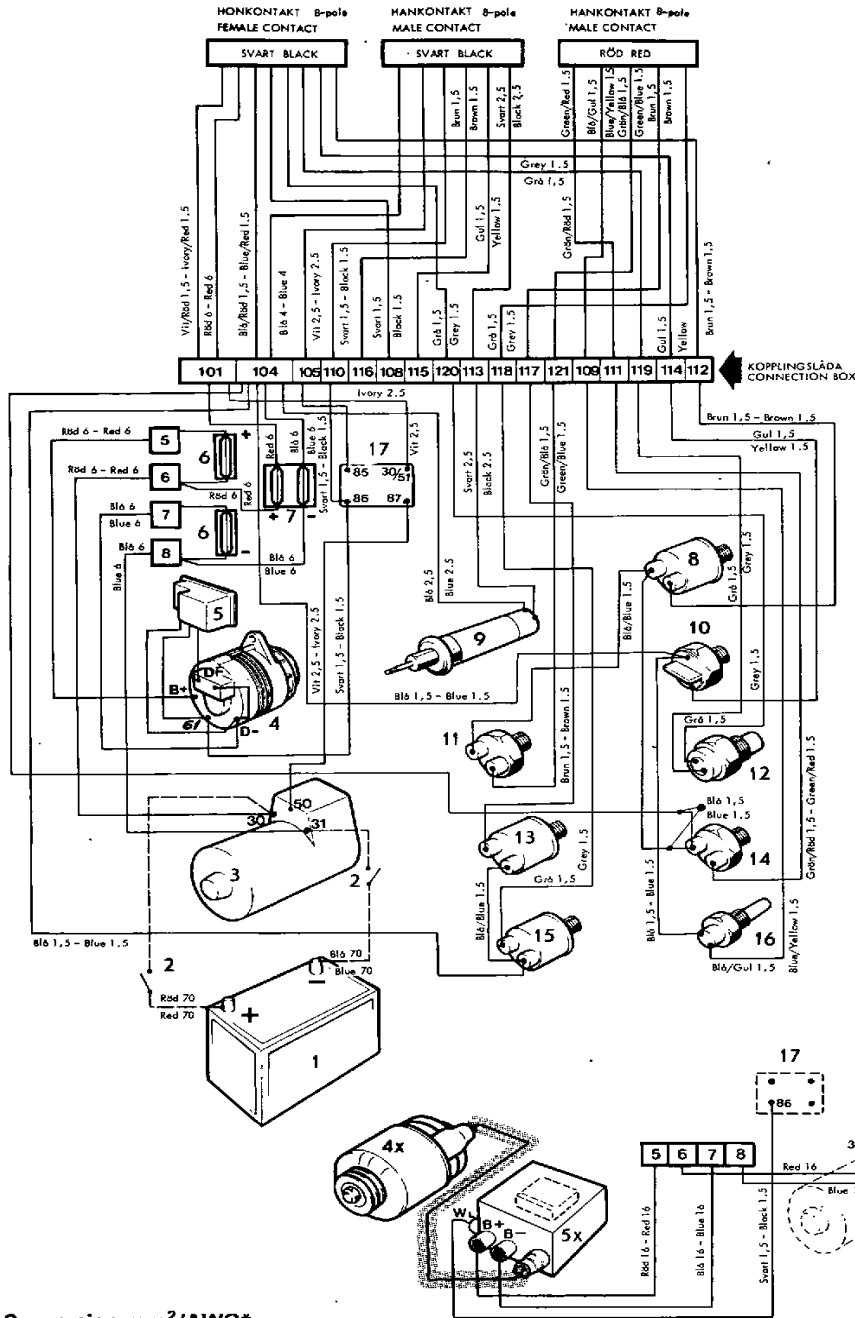 HONKONTAKT 8-pole
FEMALE CONTACT
HANKONTAKT 8-pole
MALE CONTACT
HANKONTAKT 8-pole
MALE CONTACT
SVART BLACK
SVART BLACK
RÖD RED
Brun 1,5
Brown 1.5
Svart 2,5
Black 2.5
Green/Red 1.5
Blå/Gul 1,5
Blue/Yellow 1.5
Grön/Blå 1,5
Green/Blue 1.5
Brun 1,5
Brown 1.5
Grey 1.5
Grå 1,5
Vit/Röd 1,5 - Ivory/Red 1.5
Röd 6 - Red 6
Blå/Röd 1,5 - Blue/Red 1.5
Blå 4 - Blue 4
Vit 2,5 - Ivory 2.5
Svart 1,5 - Black 1.5
Svart 1,5
Black 1.5
Grå 1,5
Grey 1.5
Gul 1,5
Yellow 1.5
Grå 1,5
Grey 1.5
Grön/Röd 1,5
Gul 1,5
Yellow
Brun 1,5 - Brown 1.5
101 104 105 110 116 108 115 120 113 118 117 121 109 111 119 114 112
KOPPLINGSLÅDA
CONNECTION BOX
Ivory 2.5
Vit 2,5
Brun 1,5 - Brown 1.5
Gul 1,5
Yellow 1.5
Röd 6 - Red 6
5
6
+
Röd 6 - Red 6
6
Röd 6
Red 6
Red 6
Blå 6
Blue 6
Svart 1,5 - Black 1.5
17
85 30/51
86 87
+ 7 -
Blå 6
Blue 6
7
6
-
Blå 6
8
Blue 6
Blå 6
Blue 6
Svart 2,5
Black 2.5
Grön/Blå 1,5
Green/Blue 1.5
Blå 2,5
Blue 2.5
Vit 2,5 - Ivory 2.5
Svart 1,5 - Black 1.5
5
DF
B+
61
D-
4
9
Blå 1,5 - Blue 1.5
Blå/Blue 1.5
8
Grå 1,5
Grey 1.5
10
Grey 1,5
11
Brun 1,5 - Brown 1.5
Grå 1,5
12
50
30
31
3
2
13
Grey 1,5
Grå 1,5
Blå/Blue 1.5
15
Blå 1,5
Blue 1.5
14
Grön/Röd 1,5 - Green/Red 1.5
Blå 1,5 - Blue 1.5
16
Blå/Gul 1,5
Blue/Yellow 1.5
Blå 1,5 - Blue 1.5
2
Röd 70
Red 70
Blå 70
Blue 70
+
-
1
17
86
4x
W
B+
B-
5x
5 6 7 8
Red 16
Blue
3
Röd 16 - Red 16
Blå 16 - Blue 16
Svart 1,5 - Black 1.5